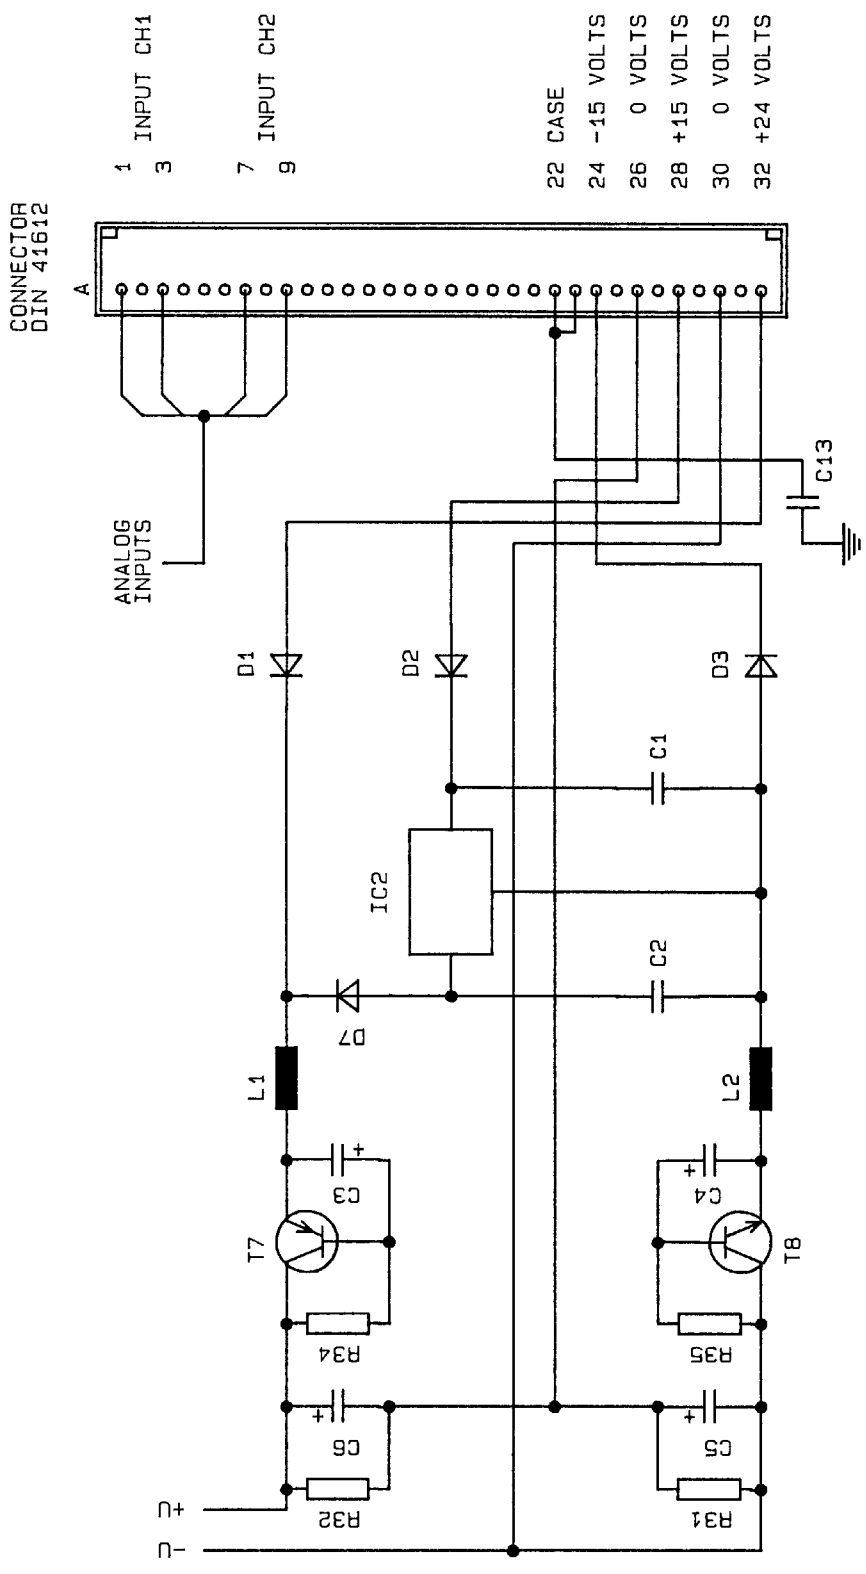 CONNECTOR
DIN 41612
A
1
INPUT CH1
3
7
INPUT CH2
9
22 CASE
24 -15 VOLTS
26 0 VOLTS
28 +15 VOLTS
30 0 VOLTS
32 +24 VOLTS
ANALOG
INPUTS
C13
D1
D2
D3
C1
IC2
C2
D7
L1
L2
C3
+
C4
+
T7
T8
R34
R35
C6
+
C5
+
R32
R31
+U
-U